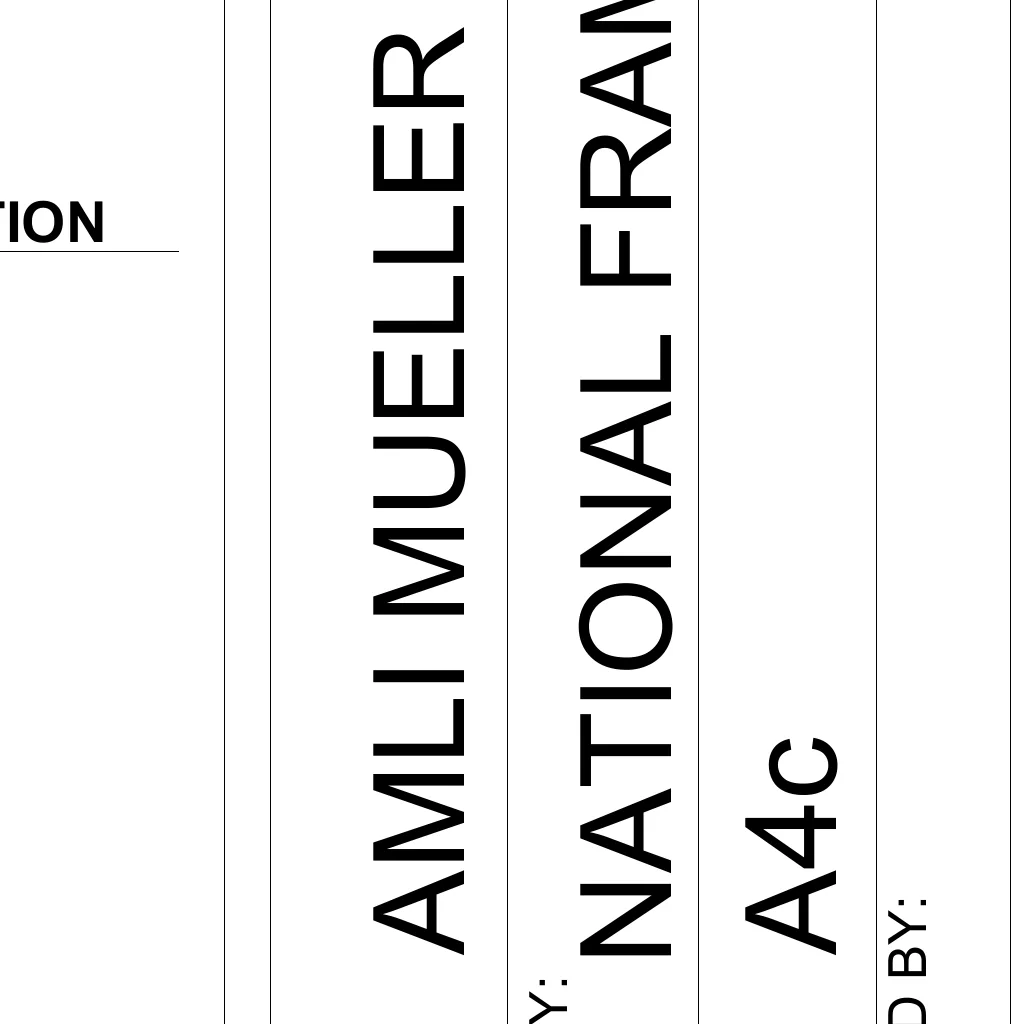 TION
AMLI MUELLER
Y:
NATIONAL FRAM
A4c
D BY: